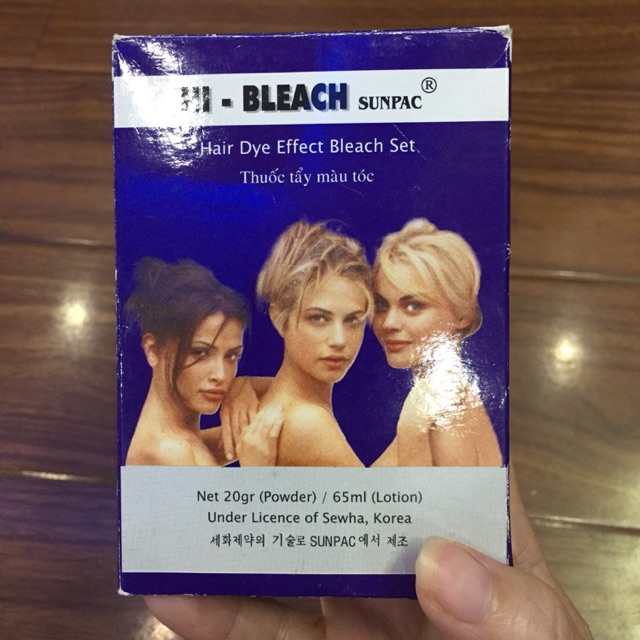 HI - BLEACH SUNPAC®
Hair Dye Effect Bleach Set
Thuốc tẩy màu tóc
Net 20gr (Powder) / 65ml (Lotion)
Under Licence of Sewha, Korea
세화제약의 기술로 SUNPAC에서 제조